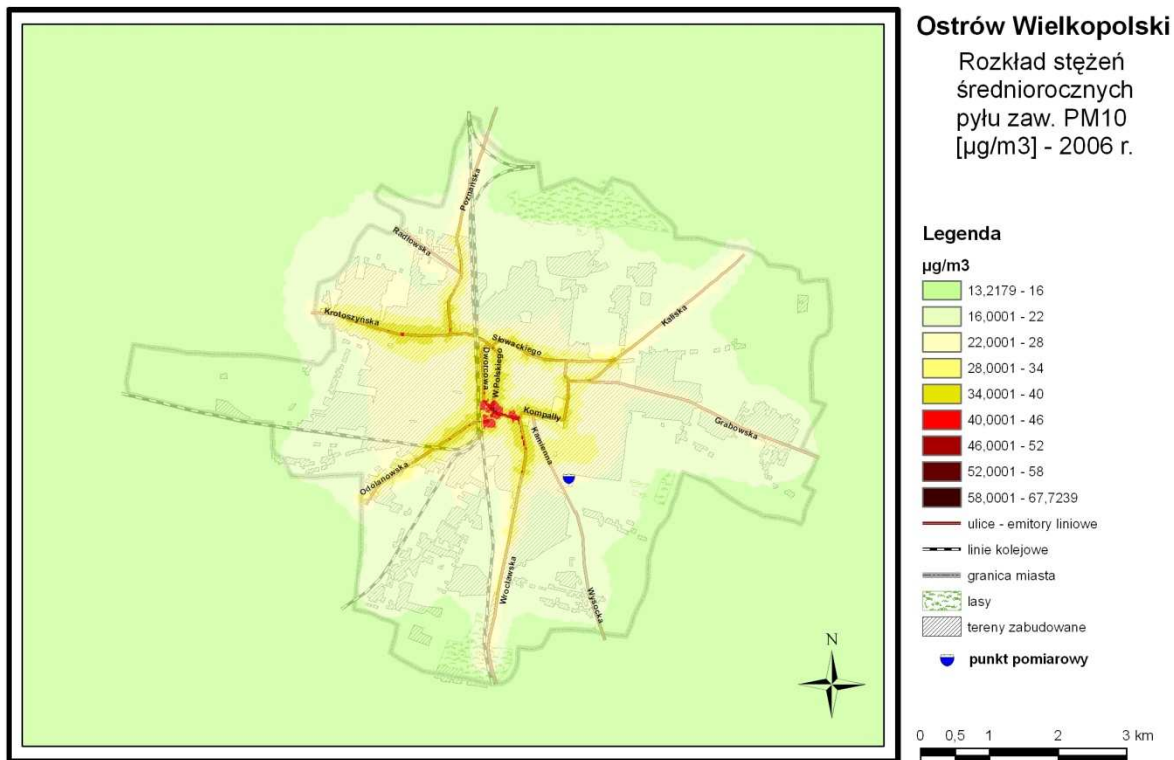 Ostrów Wielkopolski
Rozkład stężeń
średniorocznych
pyłu zaw. PM10
[µg/m3] - 2006 r.
Legenda
µg/m3
13,2179 - 16
16,0001 - 22
22,0001 - 28
28,0001 - 34
34,0001 - 40
40,0001 - 46
46,0001 - 52
52,0001 - 58
58,0001 - 67,7239
ulice - emitory liniowe
linie kolejowe
granica miasta
lasy
tereny zabudowane
punkt pomiarowy
0 0,5 1 2 3 km
N
Poznańska
Radłowska
Krotoszyńska
Kaliska
Słowackiego
Dworcowa
W.Polskiego
Kompałły
Kamienna
Grabowska
Odolanowska
Wrocławska
Wysocka